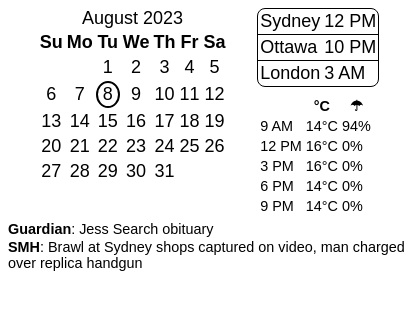 August 2023
Su Mo Tu We Th Fr Sa
1 2 3 4 5
6 7 8 9 10 11 12
13 14 15 16 17 18 19
20 21 22 23 24 25 26
27 28 29 30 31
Sydney 12 PM
Ottawa 10 PM
London 3 AM
°C ☂
9 AM 14°C 94%
12 PM 16°C 0%
3 PM 16°C 0%
6 PM 14°C 0%
9 PM 14°C 0%
Guardian: Jess Search obituary
SMH: Brawl at Sydney shops captured on video, man charged
over replica handgun